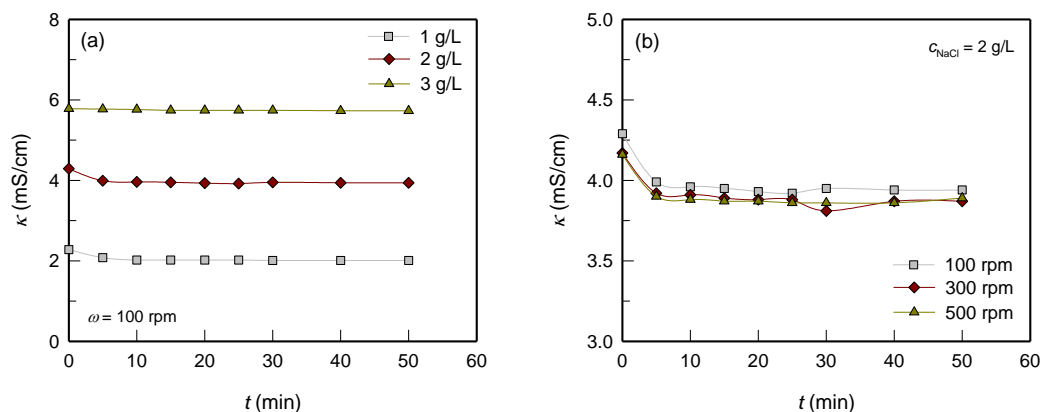 (a)
1 g/L
2 g/L
3 g/L
8
6
4
2
0
κ (mS/cm)
ω = 100 rpm
0 10 20 30 40 50 60
t (min)
(b)
c_NaCl = 2 g/L
5.0
4.5
4.0
3.5
3.0
κ (mS/cm)
100 rpm
300 rpm
500 rpm
0 10 20 30 40 50 60
t (min)